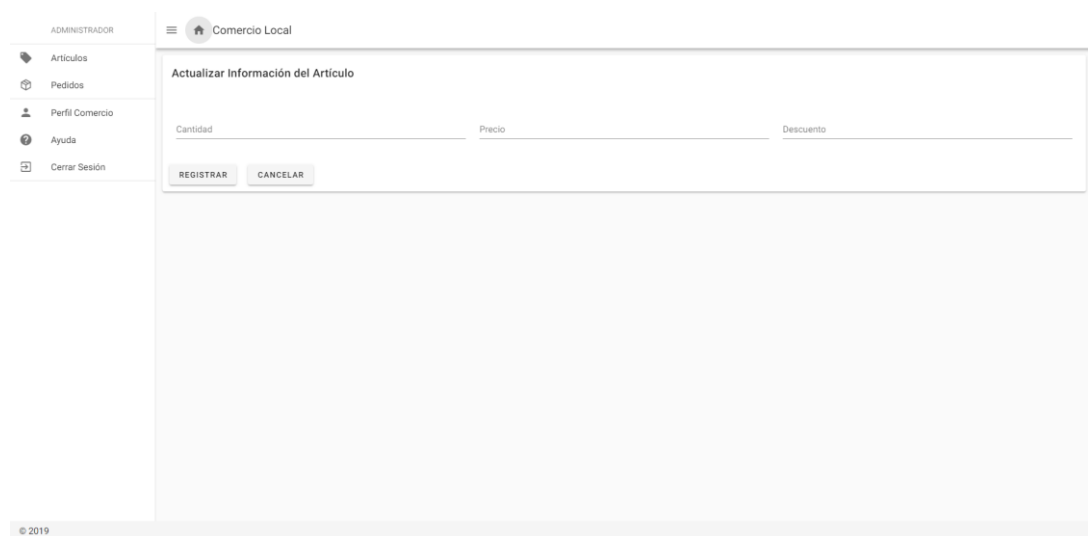 ADMINISTRADOR
Artículos
Pedidos
Perfil Comercio
Ayuda
Cerrar Sesión
Comercio Local
Actualizar Información del Artículo
Cantidad Precio Descuento
REGISTRAR CANCELAR
© 2019